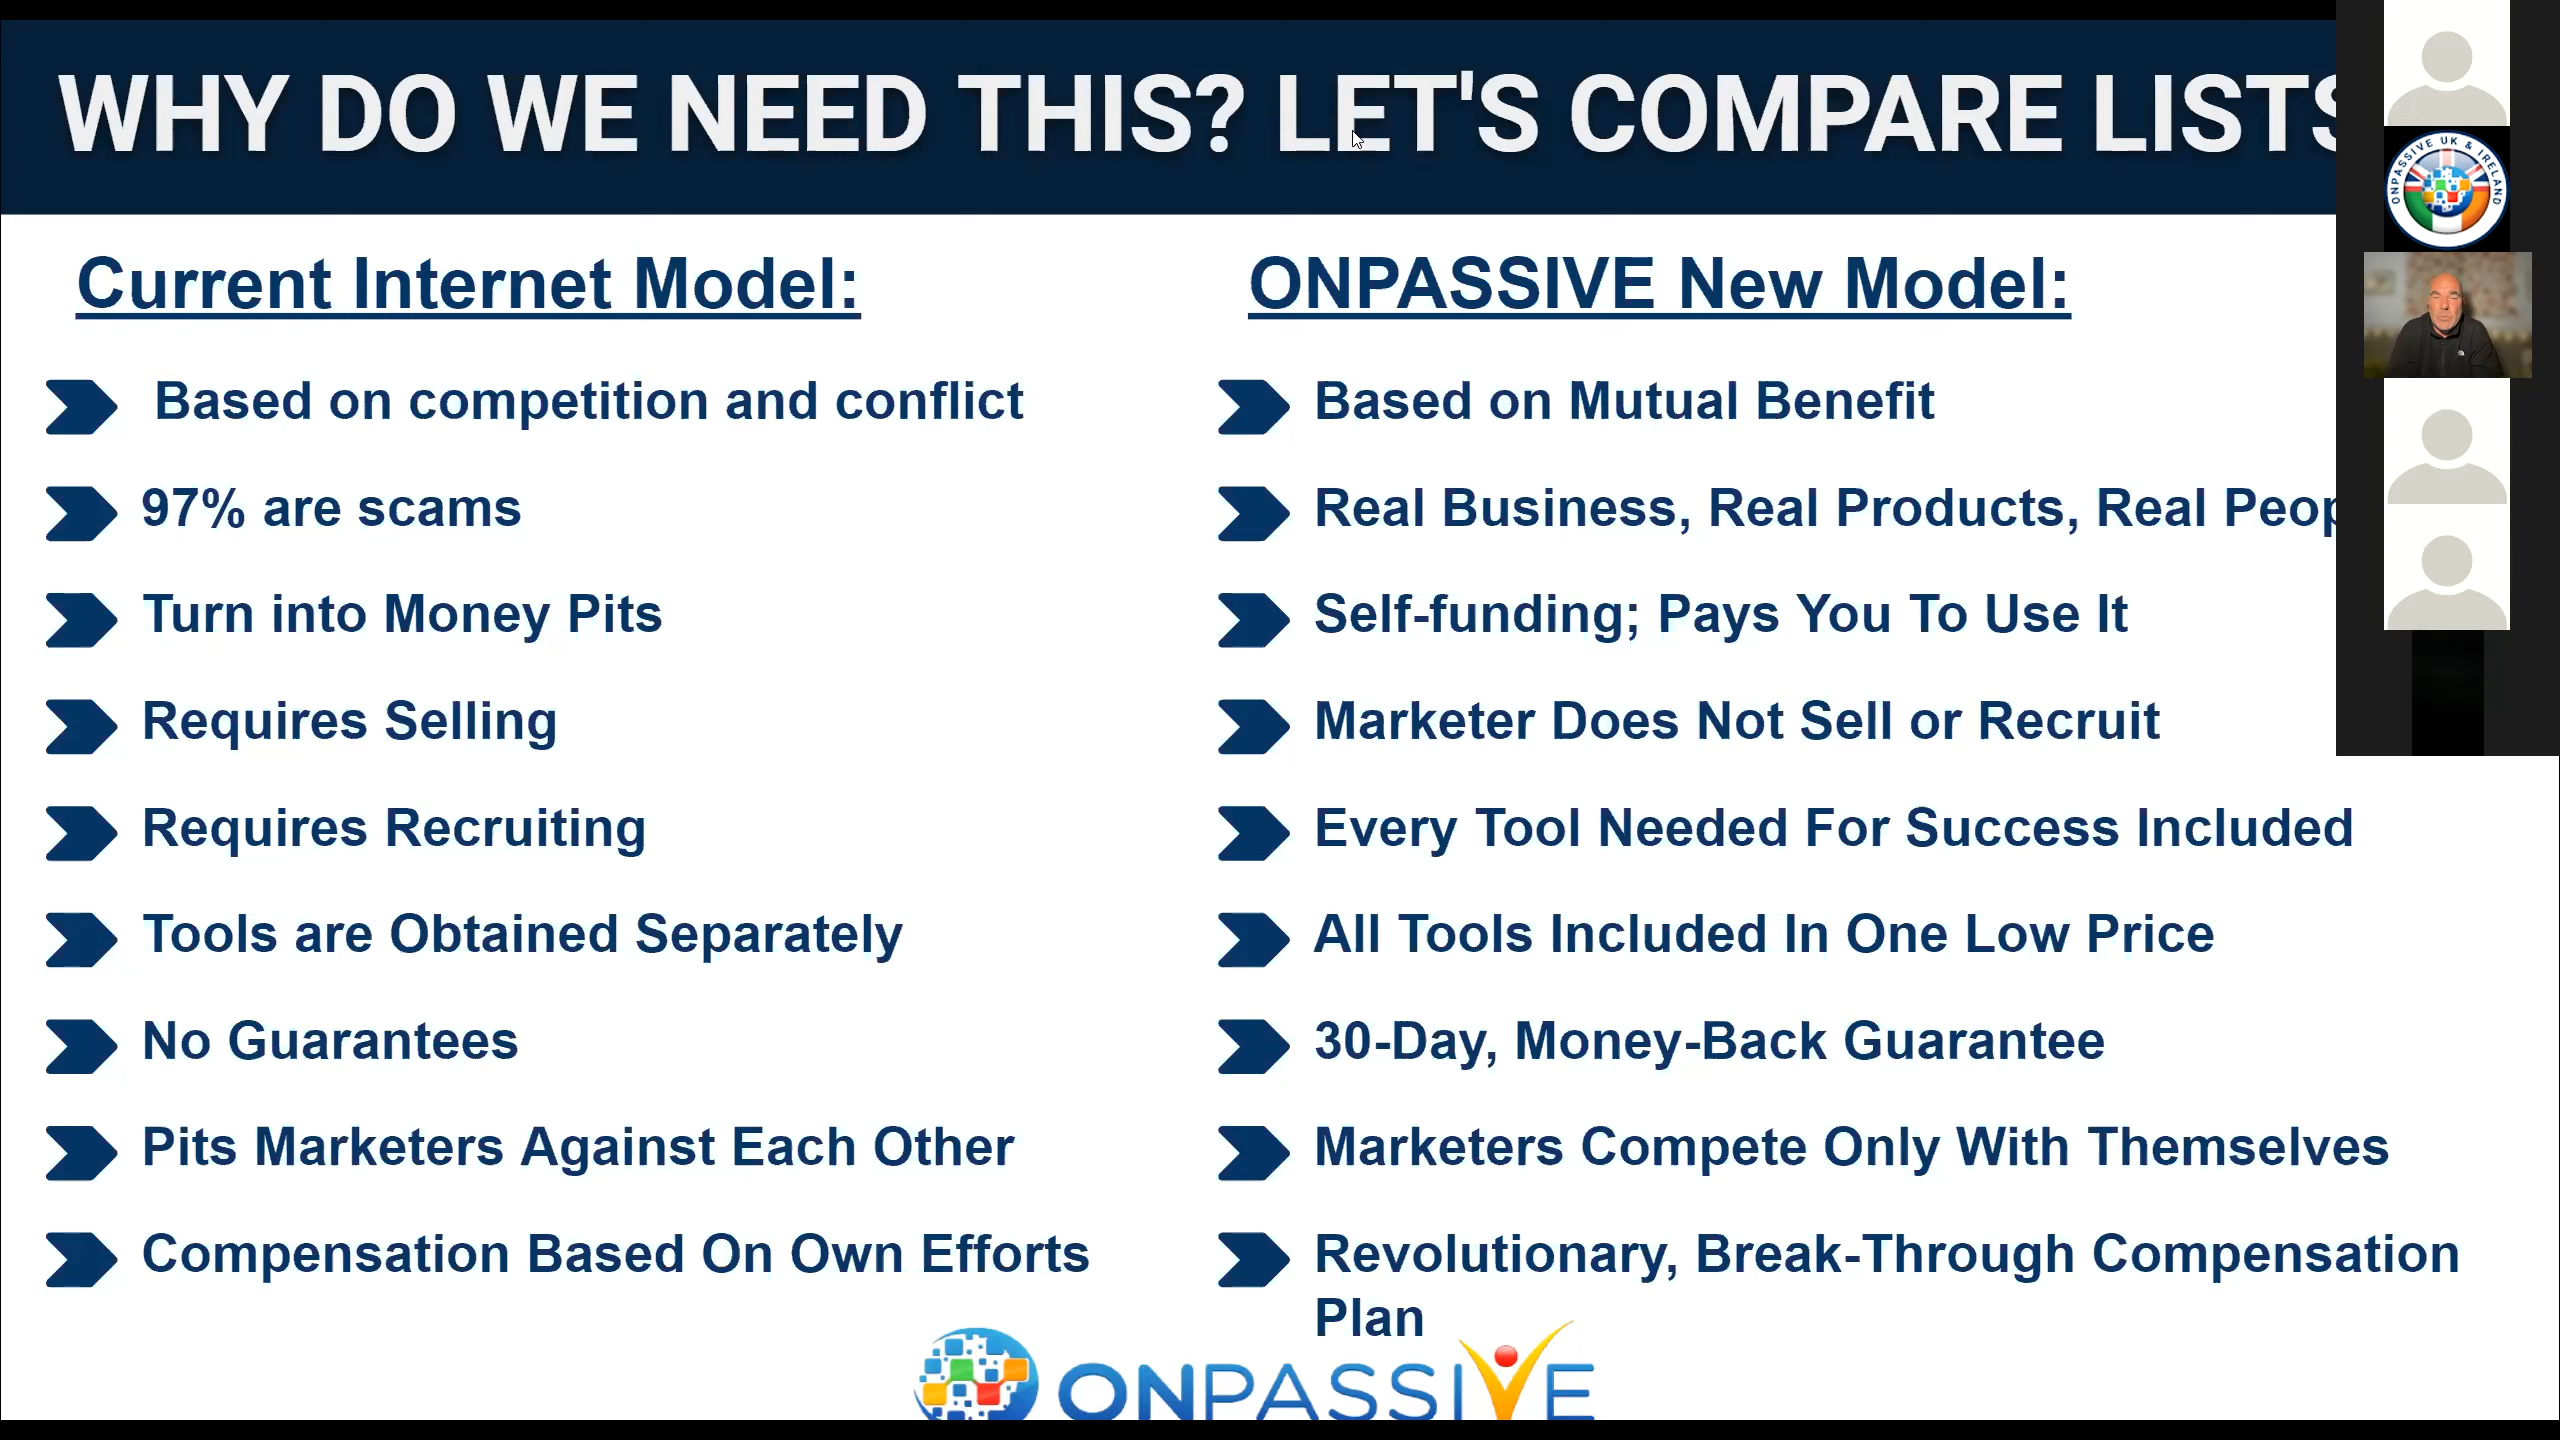 WHY DO WE NEED THIS? LET'S COMPARE LISTS
ONPASSIVE UK & IRELAND
Current Internet Model:
Based on competition and conflict
97% are scams
Turn into Money Pits
Requires Selling
Requires Recruiting
Tools are Obtained Separately
No Guarantees
Pits Marketers Against Each Other
Compensation Based On Own Efforts
ONPASSIVE New Model:
Based on Mutual Benefit
Real Business, Real Products, Real Peop
Self-funding; Pays You To Use It
Marketer Does Not Sell or Recruit
Every Tool Needed For Success Included
All Tools Included In One Low Price
30-Day, Money-Back Guarantee
Marketers Compete Only With Themselves
Revolutionary, Break-Through Compensation
Plan
ONPASSIVE